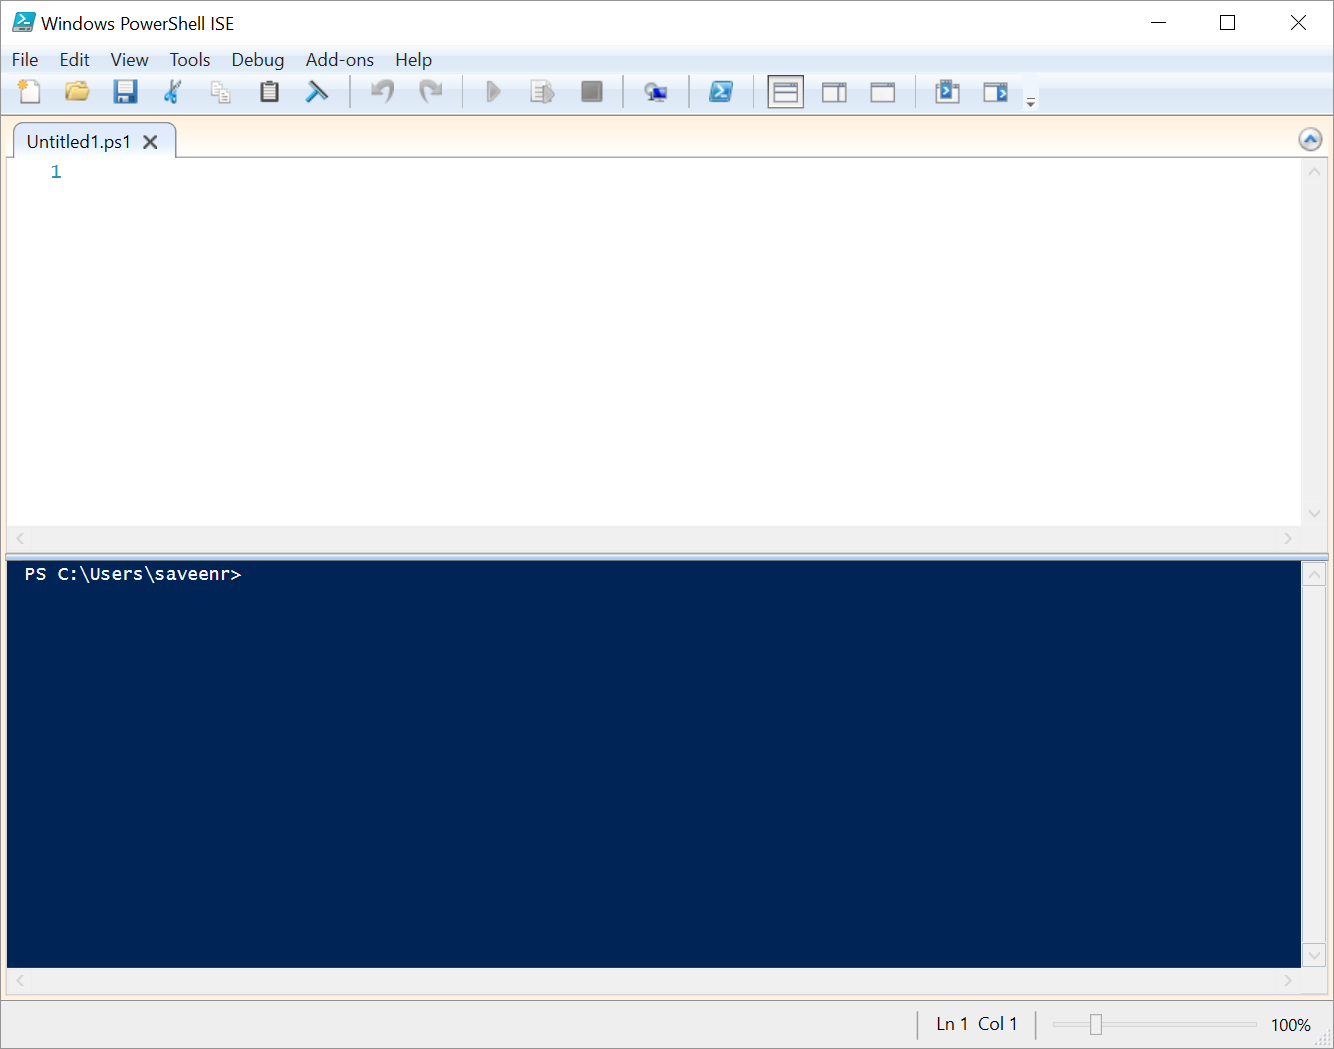 Windows PowerShell ISE
File Edit View Tools Debug Add-ons Help
Untitled1.ps1
1
PS C:\Users\saveenr>
Ln 1 Col 1 100%